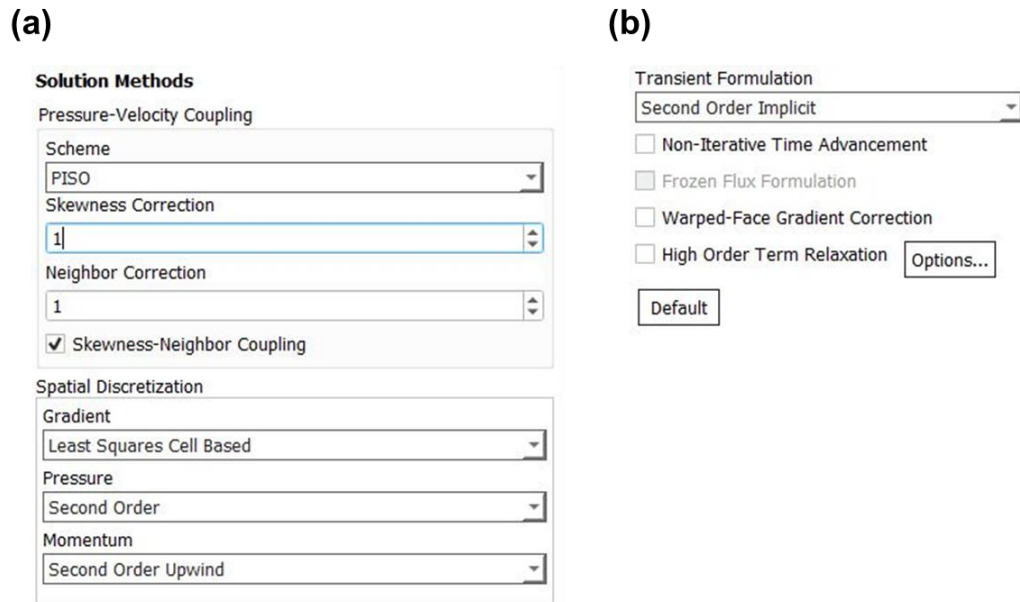 (a)
Solution Methods
Pressure-Velocity Coupling
Scheme
PISO
Skewness Correction
1
Neighbor Correction
1
Skewness-Neighbor Coupling
Spatial Discretization
Gradient
Least Squares Cell Based
Pressure
Second Order
Momentum
Second Order Upwind
(b)
Transient Formulation
Second Order Implicit
Non-Iterative Time Advancement
Frozen Flux Formulation
Warped-Face Gradient Correction
High Order Term Relaxation Options...
Default